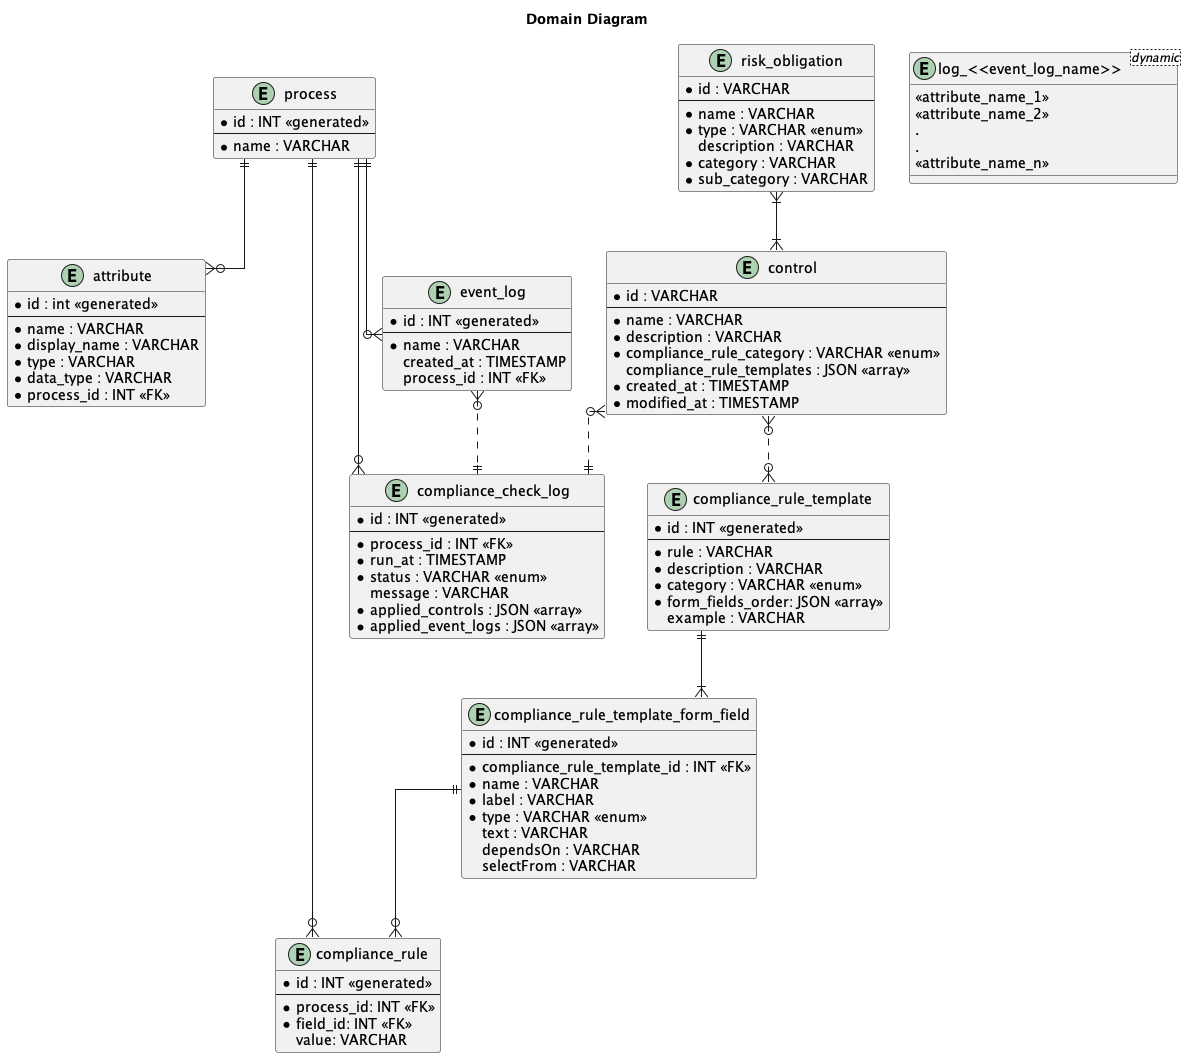 Domain Diagram
E process
id : INT «generated»
name : VARCHAR
E risk_obligation
id : VARCHAR
name : VARCHAR
type : VARCHAR «enum»
description : VARCHAR
category : VARCHAR
sub_category : VARCHAR
dynamic
E log_<<event_log_name>>
«attribute_name_1»
«attribute_name_2»
.
.
«attribute_name_n»
E attribute
id : int «generated»
name : VARCHAR
display_name : VARCHAR
type : VARCHAR
data_type : VARCHAR
process_id : INT «FK»
E event_log
id : INT «generated»
name : VARCHAR
created_at : TIMESTAMP
process_id : INT «FK»
E control
id : VARCHAR
name : VARCHAR
description : VARCHAR
compliance_rule_category : VARCHAR «enum»
compliance_rule_templates : JSON «array»
created_at : TIMESTAMP
modified_at : TIMESTAMP
E compliance_check_log
id : INT «generated»
process_id : INT «FK»
run_at : TIMESTAMP
status : VARCHAR «enum»
message : VARCHAR
applied_controls : JSON «array»
applied_event_logs : JSON «array»
E compliance_rule_template
id : INT «generated»
rule : VARCHAR
description : VARCHAR
category : VARCHAR «enum»
form_fields_order: JSON «array»
example : VARCHAR
E compliance_rule_template_form_field
id : INT «generated»
compliance_rule_template_id : INT «FK»
name : VARCHAR
label : VARCHAR
type : VARCHAR «enum»
text : VARCHAR
dependsOn : VARCHAR
selectFrom : VARCHAR
E compliance_rule
id : INT «generated»
process_id: INT «FK»
field_id: INT «FK»
value: VARCHAR